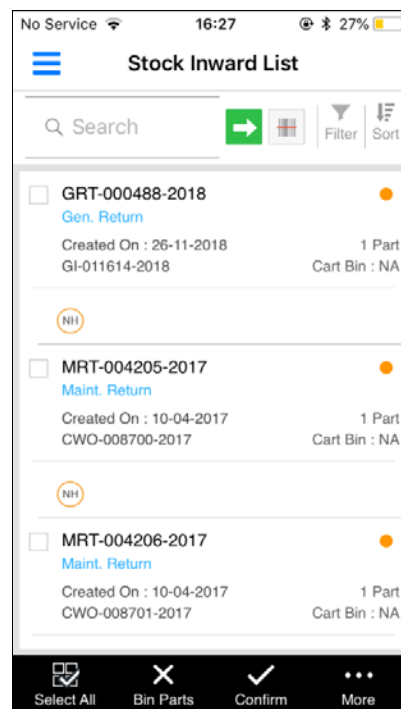 No Service 16:27 27%
Stock Inward List
Search Filter Sort
GRT-000488-2018
Gen. Return
Created On : 26-11-2018 1 Part
GI-011614-2018 Cart Bin : NA
NH
MRT-004205-2017
Maint. Return
Created On : 10-04-2017 1 Part
CWO-008700-2017 Cart Bin : NA
NH
MRT-004206-2017
Maint. Return
Created On : 10-04-2017 1 Part
CWO-008701-2017 Cart Bin : NA
Select All Bin Parts Confirm More